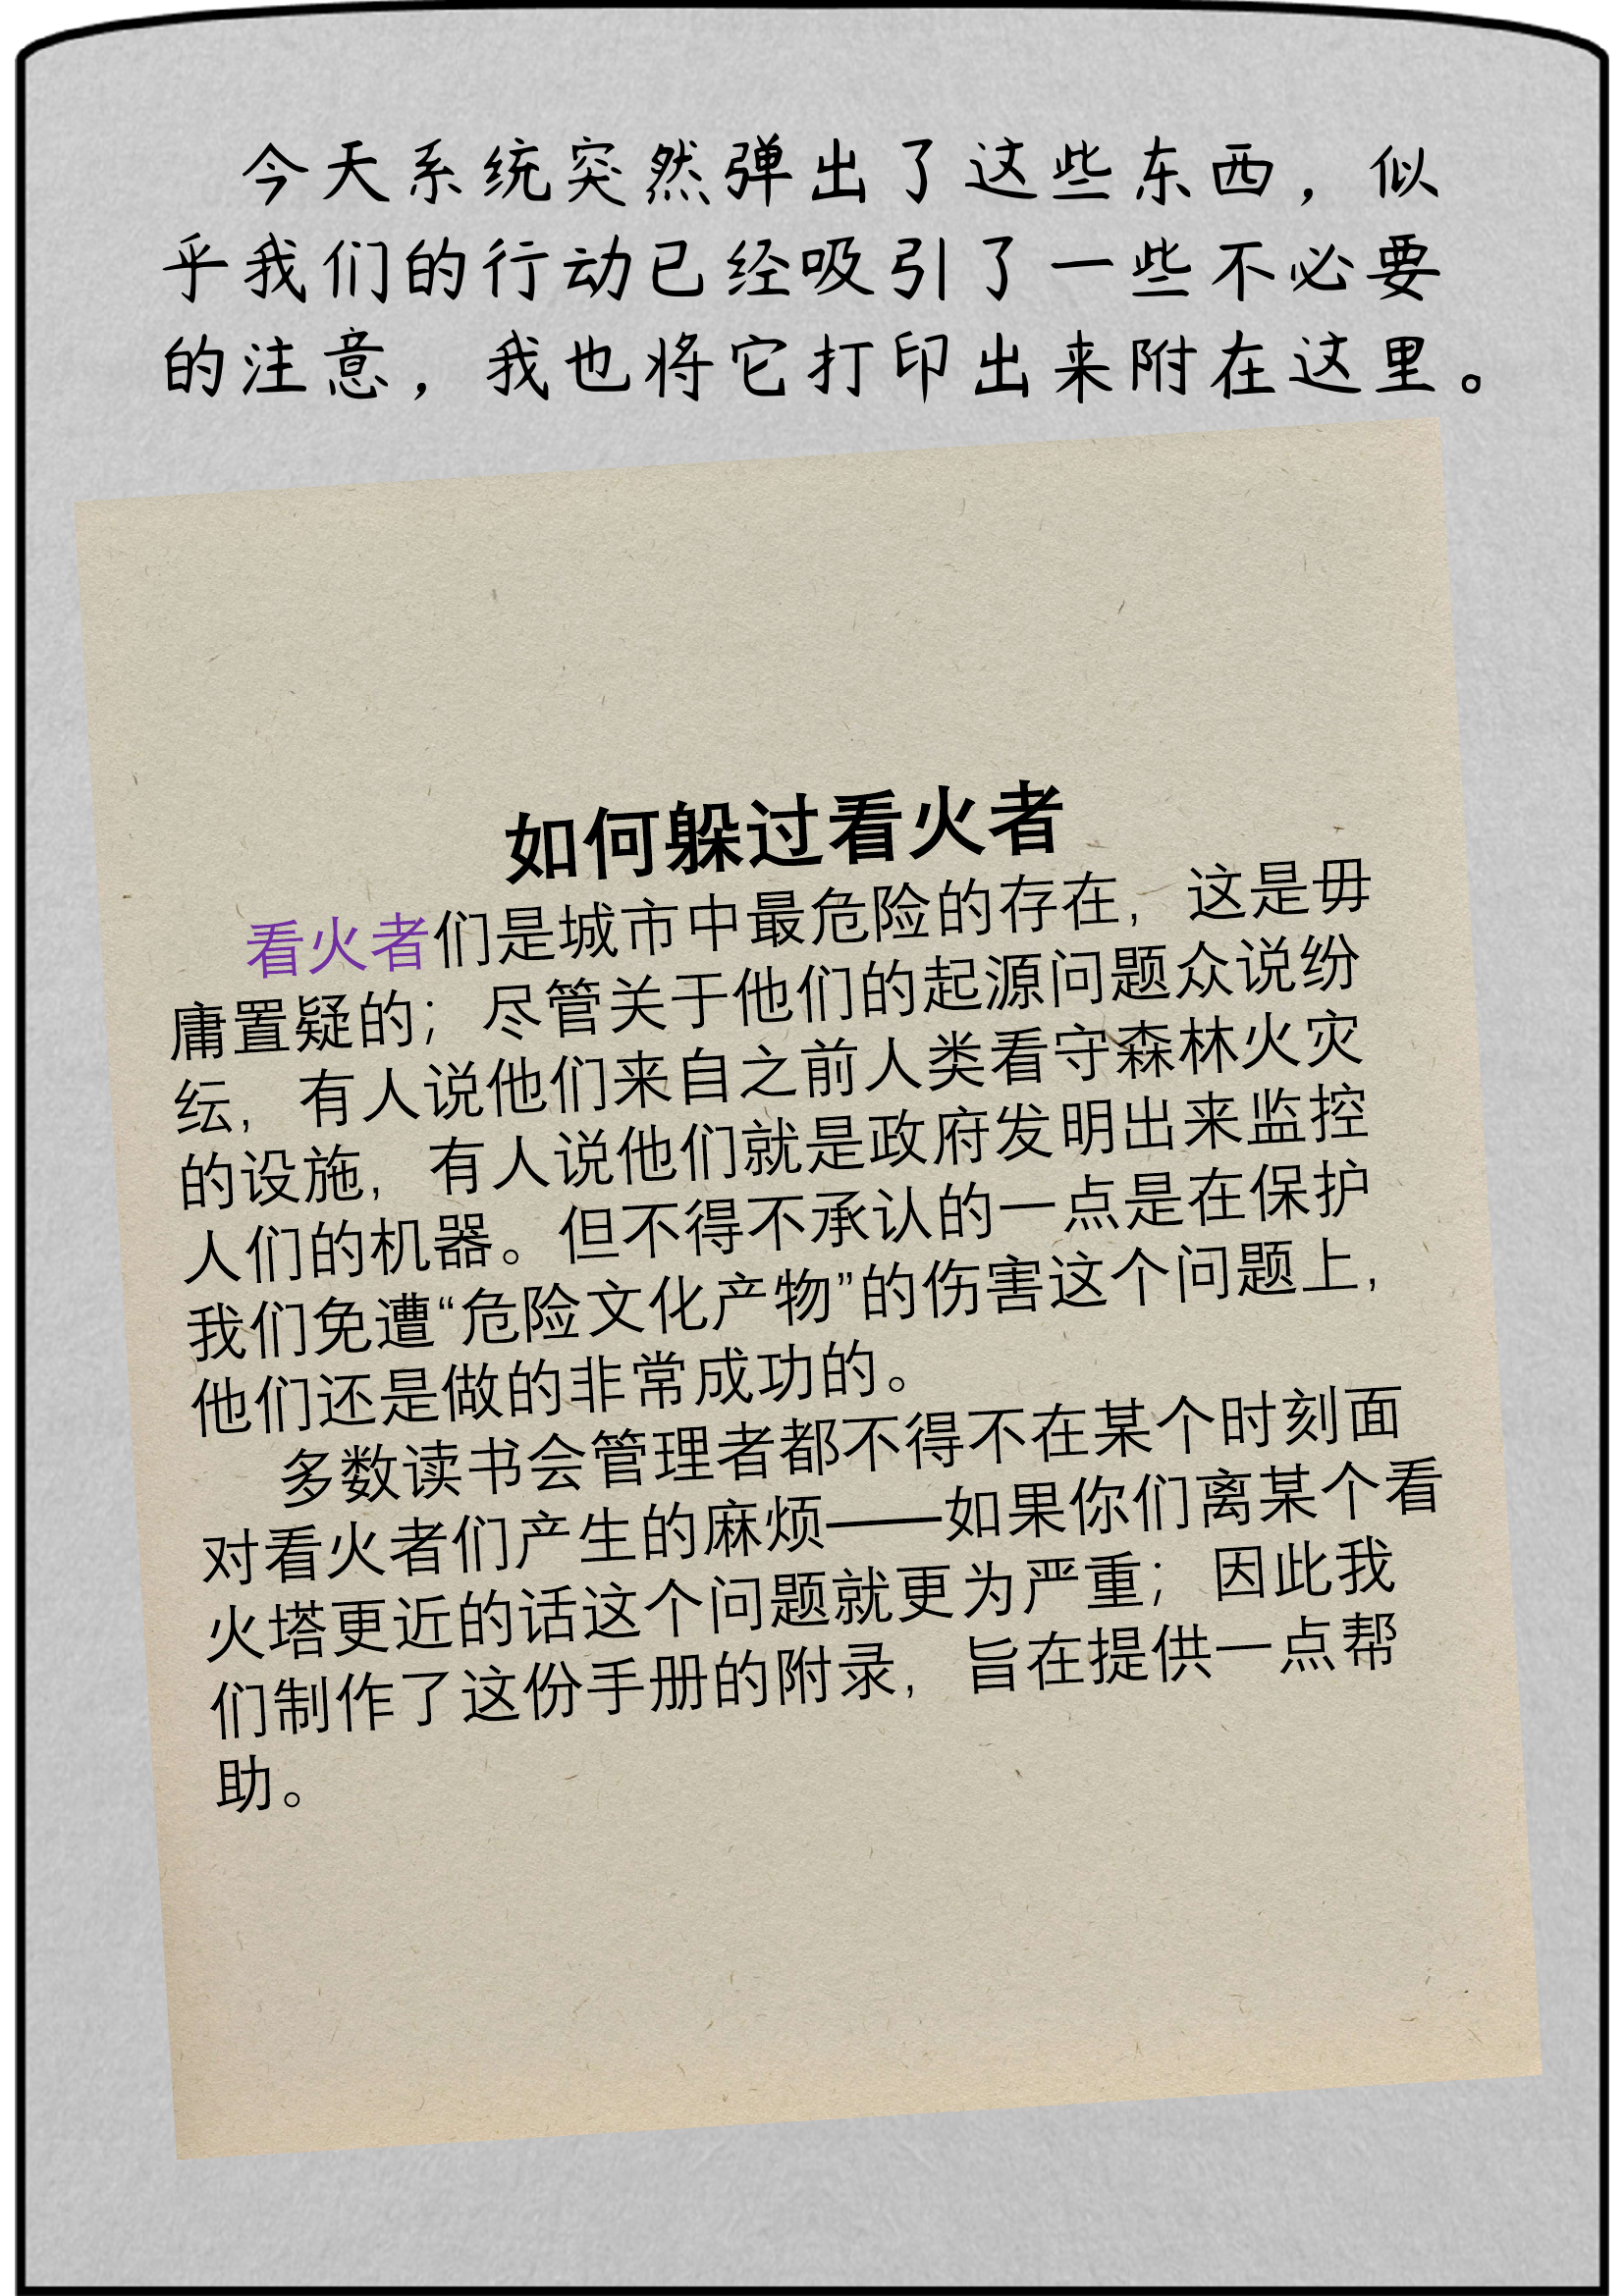 今天系统突然弹出了这些东西，似
乎我们的行动已经吸引了一些不必要
的注意，我也将它打印出来附在这里。
如何躲过看火者
看火者们是城市中最危险的存在，这是毋
庸置疑的；尽管关于他们的起源问题众说纷
纭，有人说他们来自之前人类看守森林火灾
的设施，有人说他们就是政府发明出来监控
人们的机器。但不得不承认的一点是在保护
我们免遭“危险文化产物”的伤害这个问题上，
他们还是做的非常成功的。
多数读书会管理者都不得不在某个时刻面
对看火者们产生的麻烦——如果你们离某个看
火塔更近的话这个问题就更为严重；因此我
们制作了这份手册的附录，旨在提供一点帮
助。